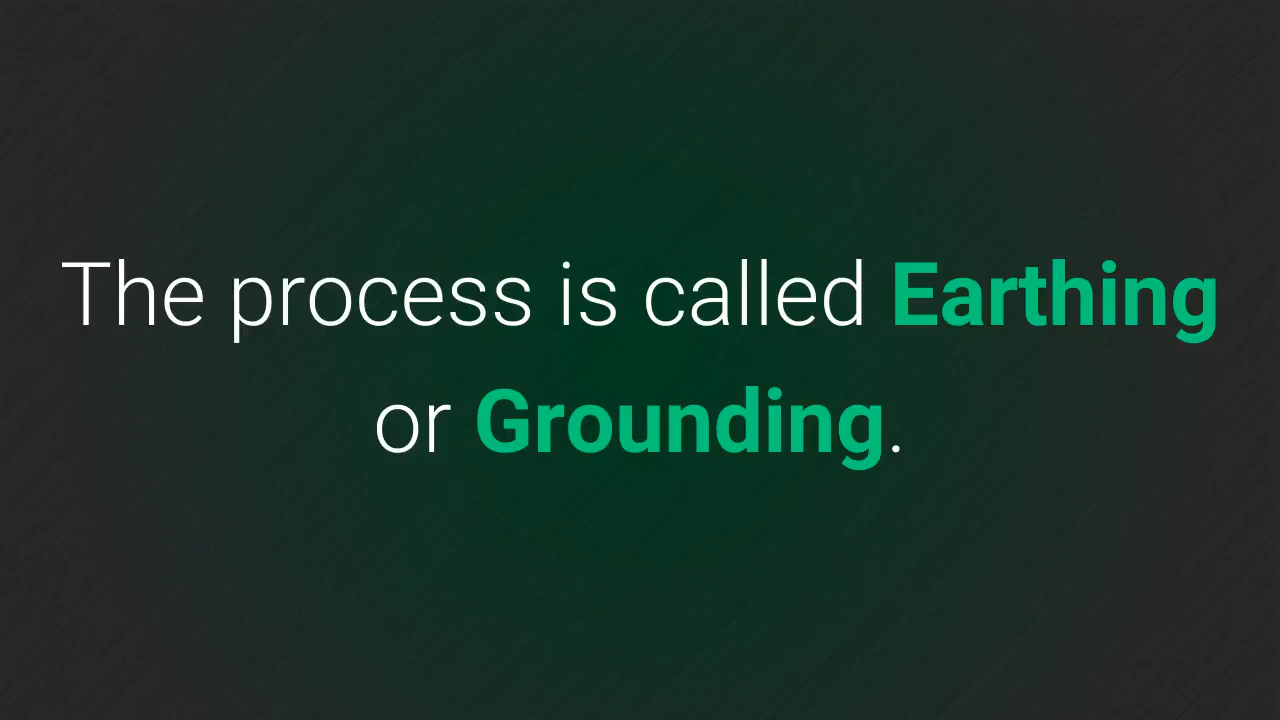 The process is called Earthing
or Grounding.